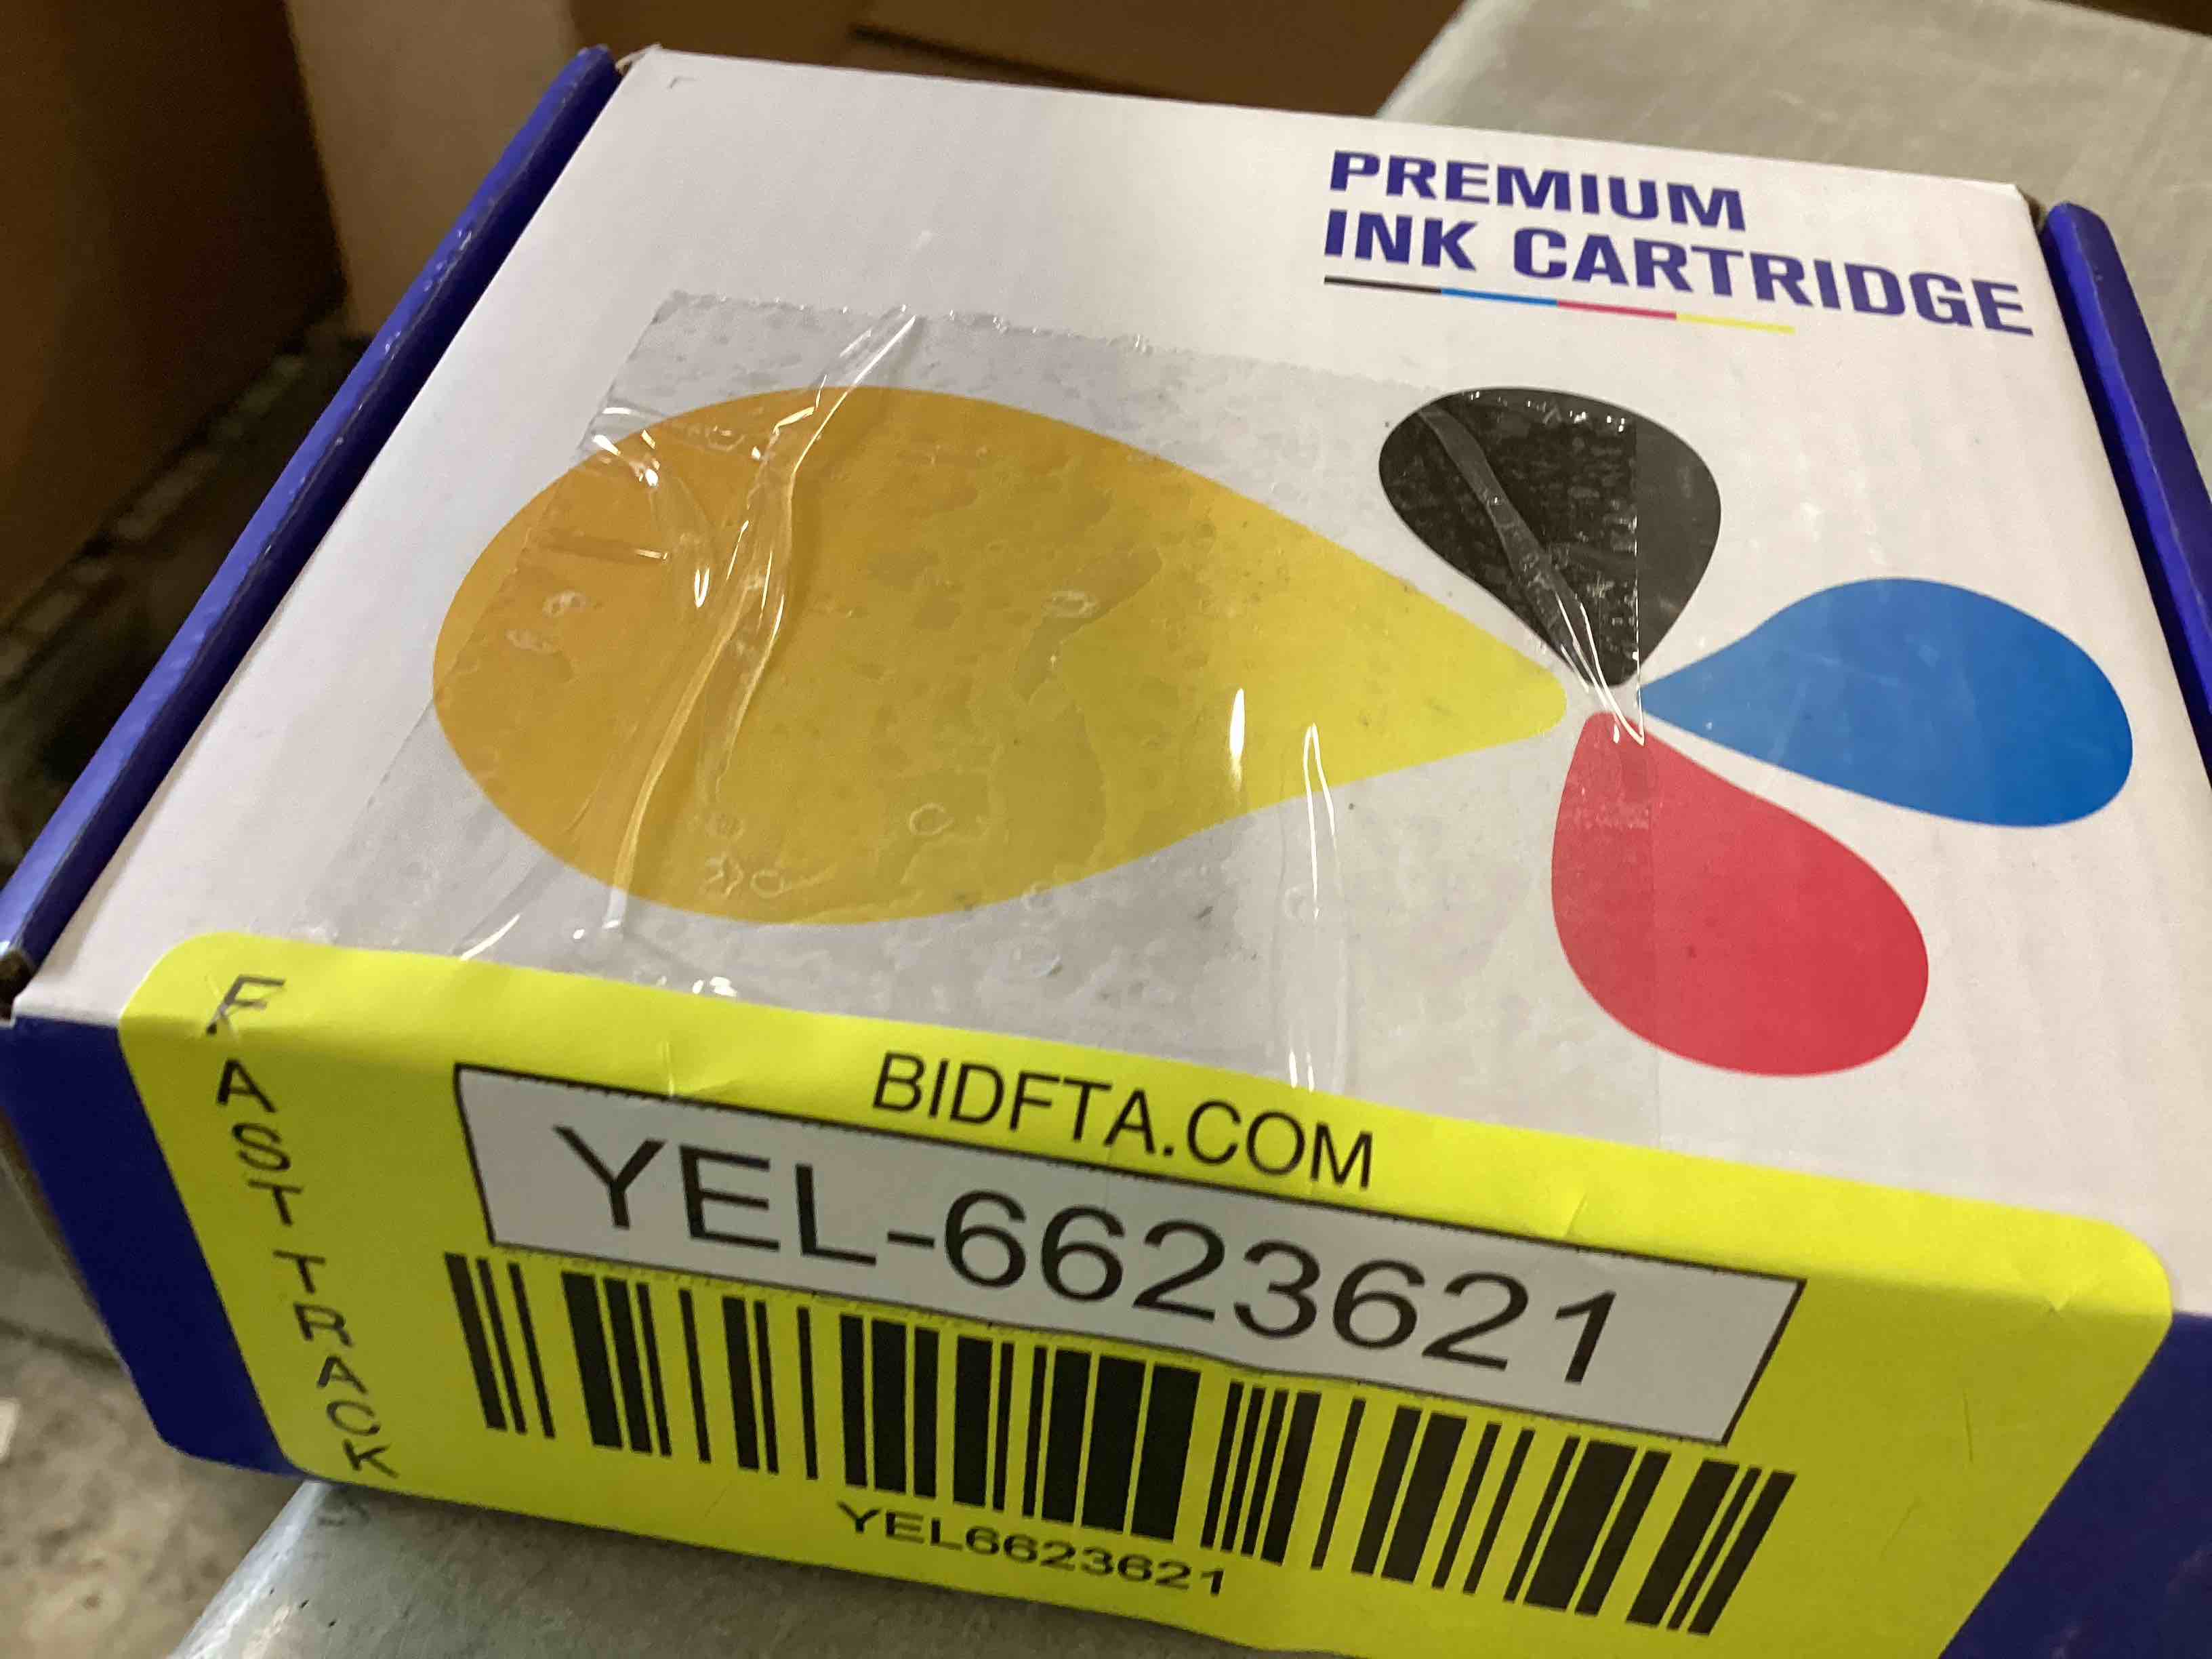 PREMIUM
INK CARTRIDGE
FAST TRACK
BIDFTA.COM
YEL-6623621
YEL6623621